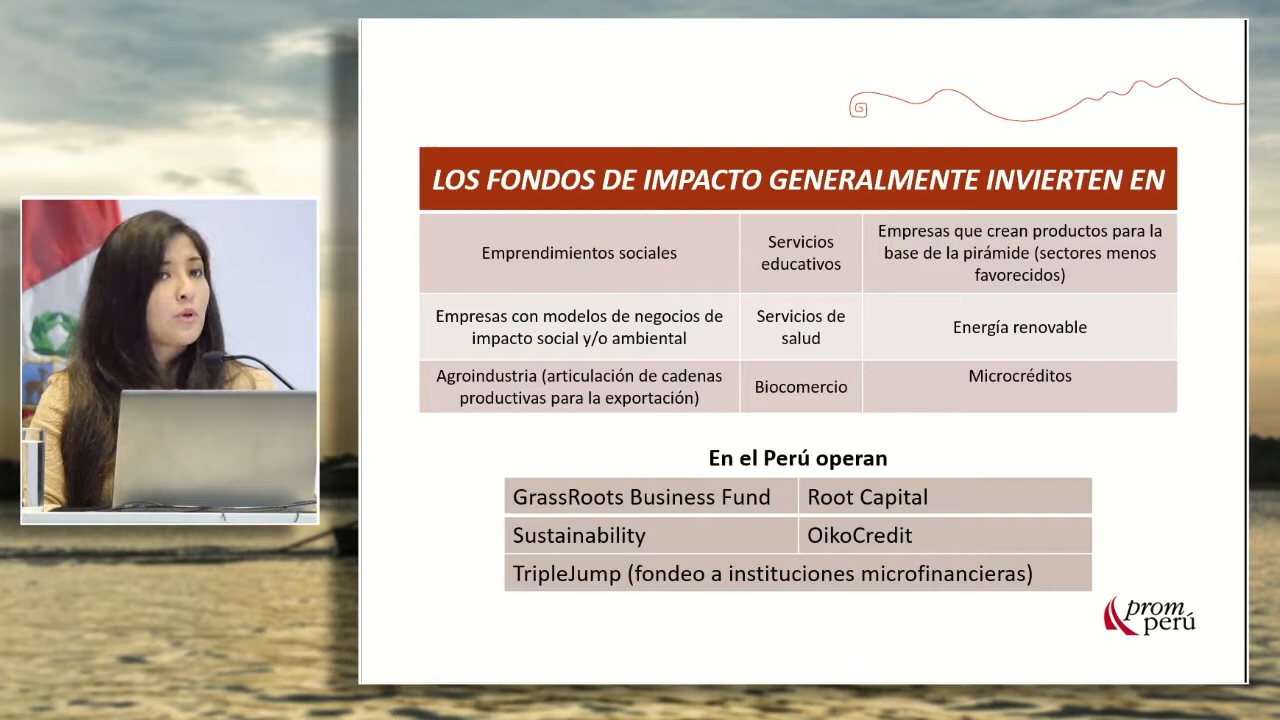 LOS FONDOS DE IMPACTO GENERALMENTE INVIERTEN EN
Emprendimientos sociales
Servicios
educativos
Empresas que crean productos para la
base de la pirámide (sectores menos
favorecidos)
Empresas con modelos de negocios de
impacto social y/o ambiental
Servicios de
salud
Energía renovable
Agroindustria (articulación de cadenas
productivas para la exportación)
Biocomercio
Microcréditos
En el Perú operan
GrassRoots Business Fund
Root Capital
Sustainability
OikoCredit
TripleJump (fondeo a instituciones microfinancieras)
prom
perú